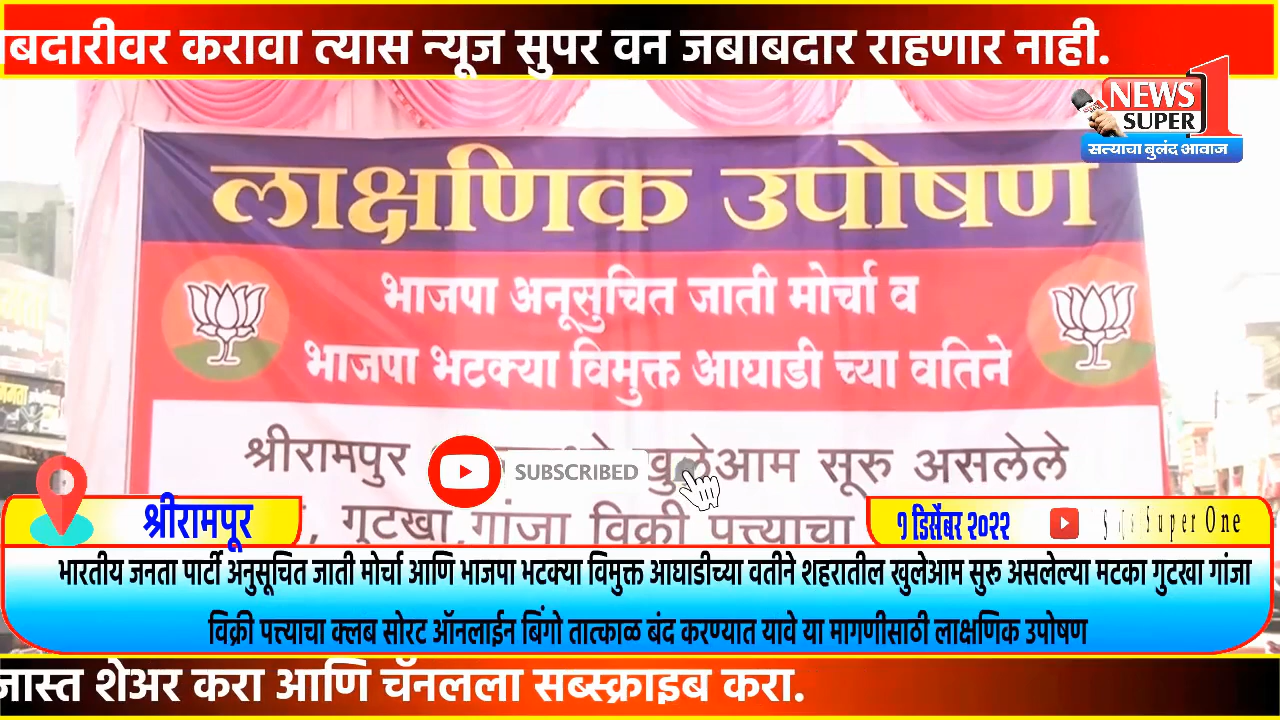 बदारीवर करावा त्यास न्यूज सुपर वन जबाबदार राहणार नाही.
NEWS
SUPER 1
सत्याचा बुलंद आवाज
लाक्षणिक उपोषण
भाजपा अनूसुचित जाती मोर्चा व
भाजपा भटक्या विमुक्त आघाडी च्या वतिने
श्रीरामपुर खुलेआम सूरु असलेले
SUBSCRIBED
, गुटखा,गांजा विक्री पत्त्याचा
श्रीरामपूर
१ डिसेंबर २०२२
Super One
भारतीय जनता पार्टी अनुसूचित जाती मोर्चा आणि भाजपा भटक्या विमुक्त आघाडीच्या वतीने शहरातील खुलेआम सुरू असलेल्या मटका गुटखा गांजा
विक्री पत्त्याचा क्लब सोरट ऑनलाईन बिंगो तात्काळ बंद करण्यात यावे या मागणीसाठी लाक्षणिक उपोषण
जास्त शेअर करा आणि चॅनलला सब्स्क्राइब करा.